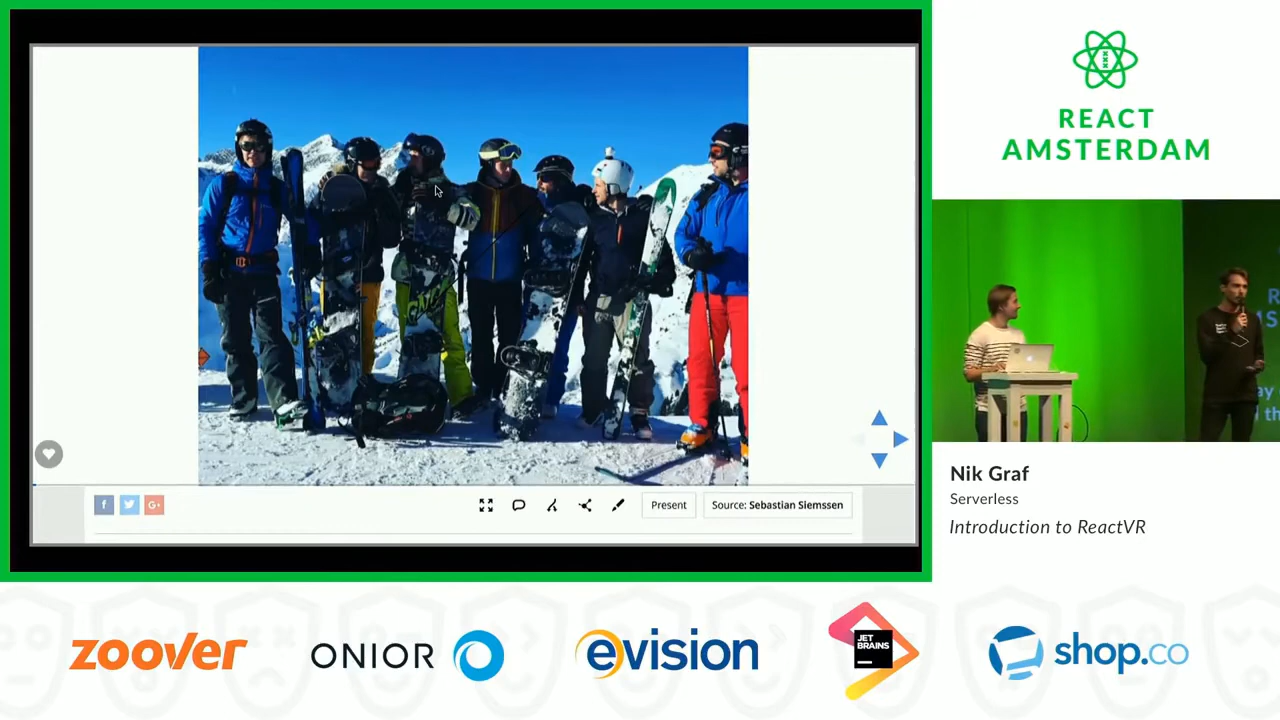 REACT
AMSTERDAM
f
G+
Present
Source: Sebastian Siemssen
Nik Graf
Serverless
Introduction to ReactVR
zoover
ONIOR
evision
JET
BRAINS
shop.co